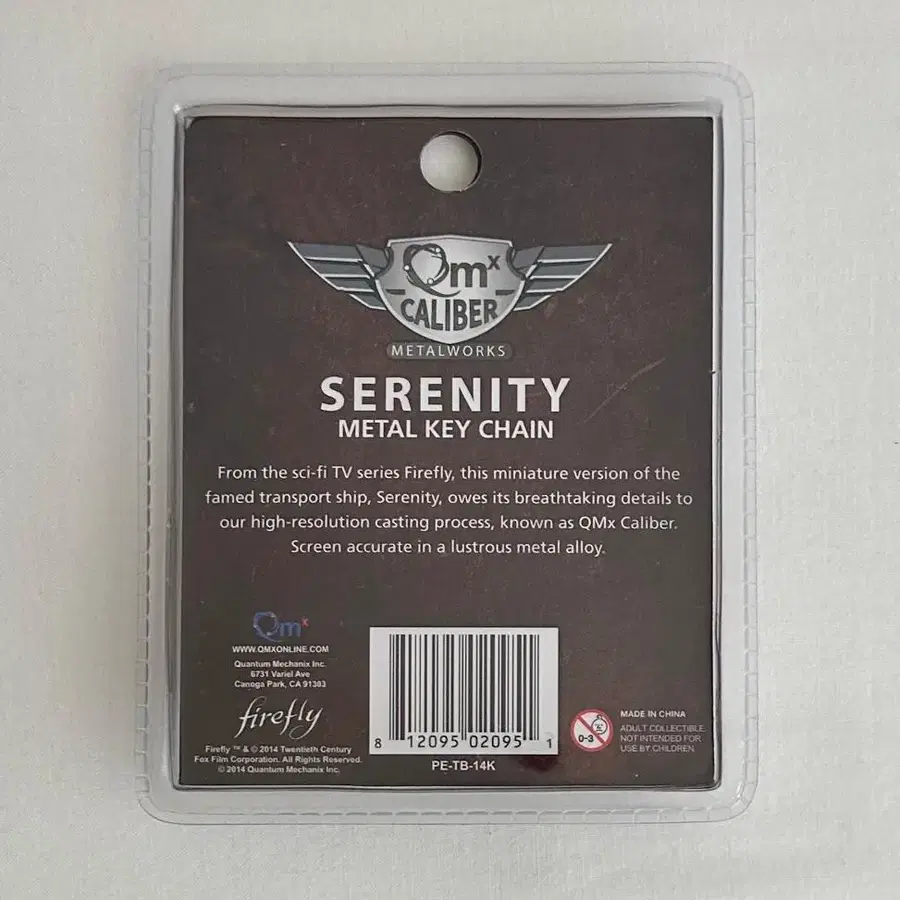 Qmx
CALIBER
METALWORKS
SERENITY
METAL KEY CHAIN
From the sci-fi TV series Firefly, this miniature version of the
famed transport ship, Serenity, owes its breathtaking details to
our high-resolution casting process, known as QMx Caliber.
Screen accurate in a lustrous metal alloy.
Qmx
WWW.QMXONLINE.COM
Quantum Mechanix Inc.
6731 Variel Ave
Canoga Park, CA 91303
firefly
Firefly ™ & © 2014 Twentieth Century
Fox Film Corporation. All Rights Reserved.
© 2014 Quantum Mechanix Inc.
8 12095 02095 1
PE-TB-14K
0-3
MADE IN CHINA
ADULT COLLECTIBLE.
NOT INTENDED FOR
USE BY CHILDREN.